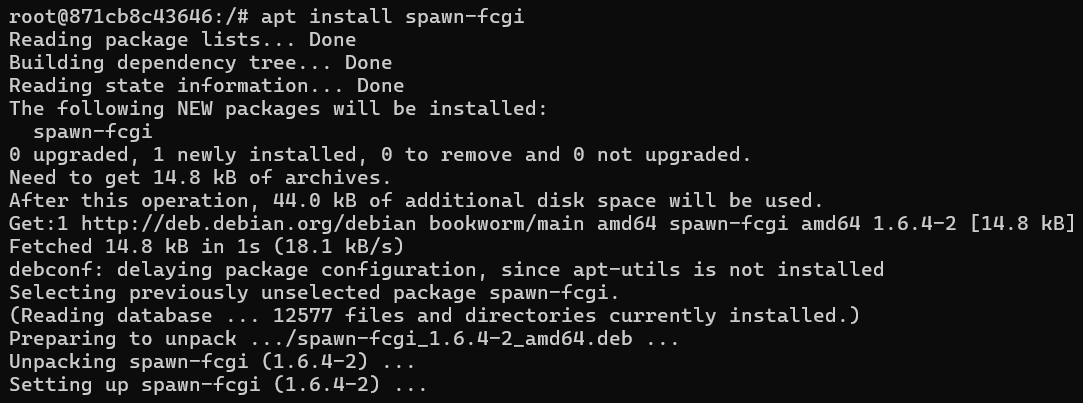 root@871cb8c43646:/# apt install spawn-fcgi
Reading package lists... Done
Building dependency tree... Done
Reading state information... Done
The following NEW packages will be installed:
  spawn-fcgi
0 upgraded, 1 newly installed, 0 to remove and 0 not upgraded.
Need to get 14.8 kB of archives.
After this operation, 44.0 kB of additional disk space will be used.
Get:1 http://deb.debian.org/debian bookworm/main amd64 spawn-fcgi amd64 1.6.4-2 [14.8 kB]
Fetched 14.8 kB in 1s (18.1 kB/s)
debconf: delaying package configuration, since apt-utils is not installed
Selecting previously unselected package spawn-fcgi.
(Reading database ... 12577 files and directories currently installed.)
Preparing to unpack .../spawn-fcgi_1.6.4-2_amd64.deb ...
Unpacking spawn-fcgi (1.6.4-2) ...
Setting up spawn-fcgi (1.6.4-2) ...